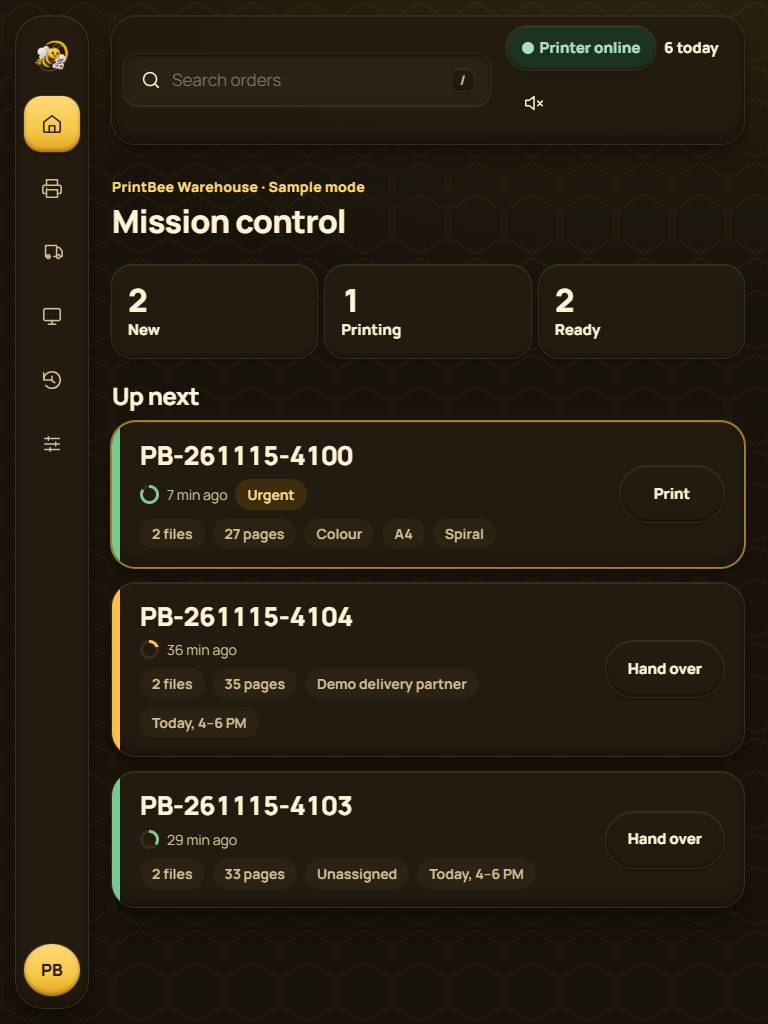 Search orders
/
Printer online
6 today
PrintBee Warehouse · Sample mode
Mission control
2
New
1
Printing
2
Ready
Up next
PB-261115-4100
7 min ago
Urgent
2 files
27 pages
Colour
A4
Spiral
Print
PB-261115-4104
36 min ago
2 files
35 pages
Demo delivery partner
Today, 4–6 PM
Hand over
PB-261115-4103
29 min ago
2 files
33 pages
Unassigned
Today, 4–6 PM
Hand over
PB